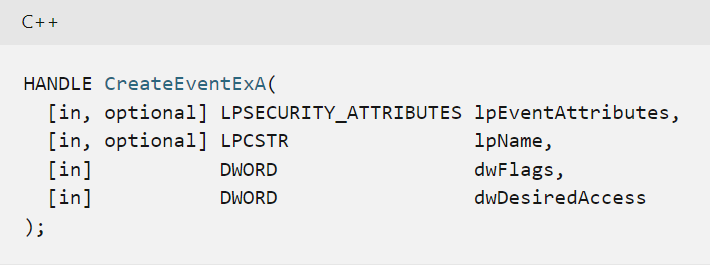 C++
HANDLE CreateEventExA(
  [in, optional] LPSECURITY_ATTRIBUTES lpEventAttributes,
  [in, optional] LPCSTR                lpName,
  [in]           DWORD                 dwFlags,
  [in]           DWORD                 dwDesiredAccess
);